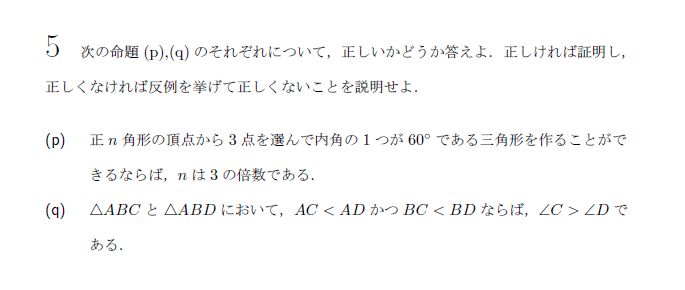 5 次の命題 (p),(q) のそれぞれについて，正しいかどうか答えよ．正しければ証明し，
正しくなければ反例を挙げて正しくないことを説明せよ．
(p) 正 n 角形の頂点から 3 点を選んで内角の 1 つが 60° である三角形を作ることがで
きるならば，n は 3 の倍数である．
(q) △ABC と △ABD において，AC < AD かつ BC < BD ならば，∠C > ∠D で
ある．